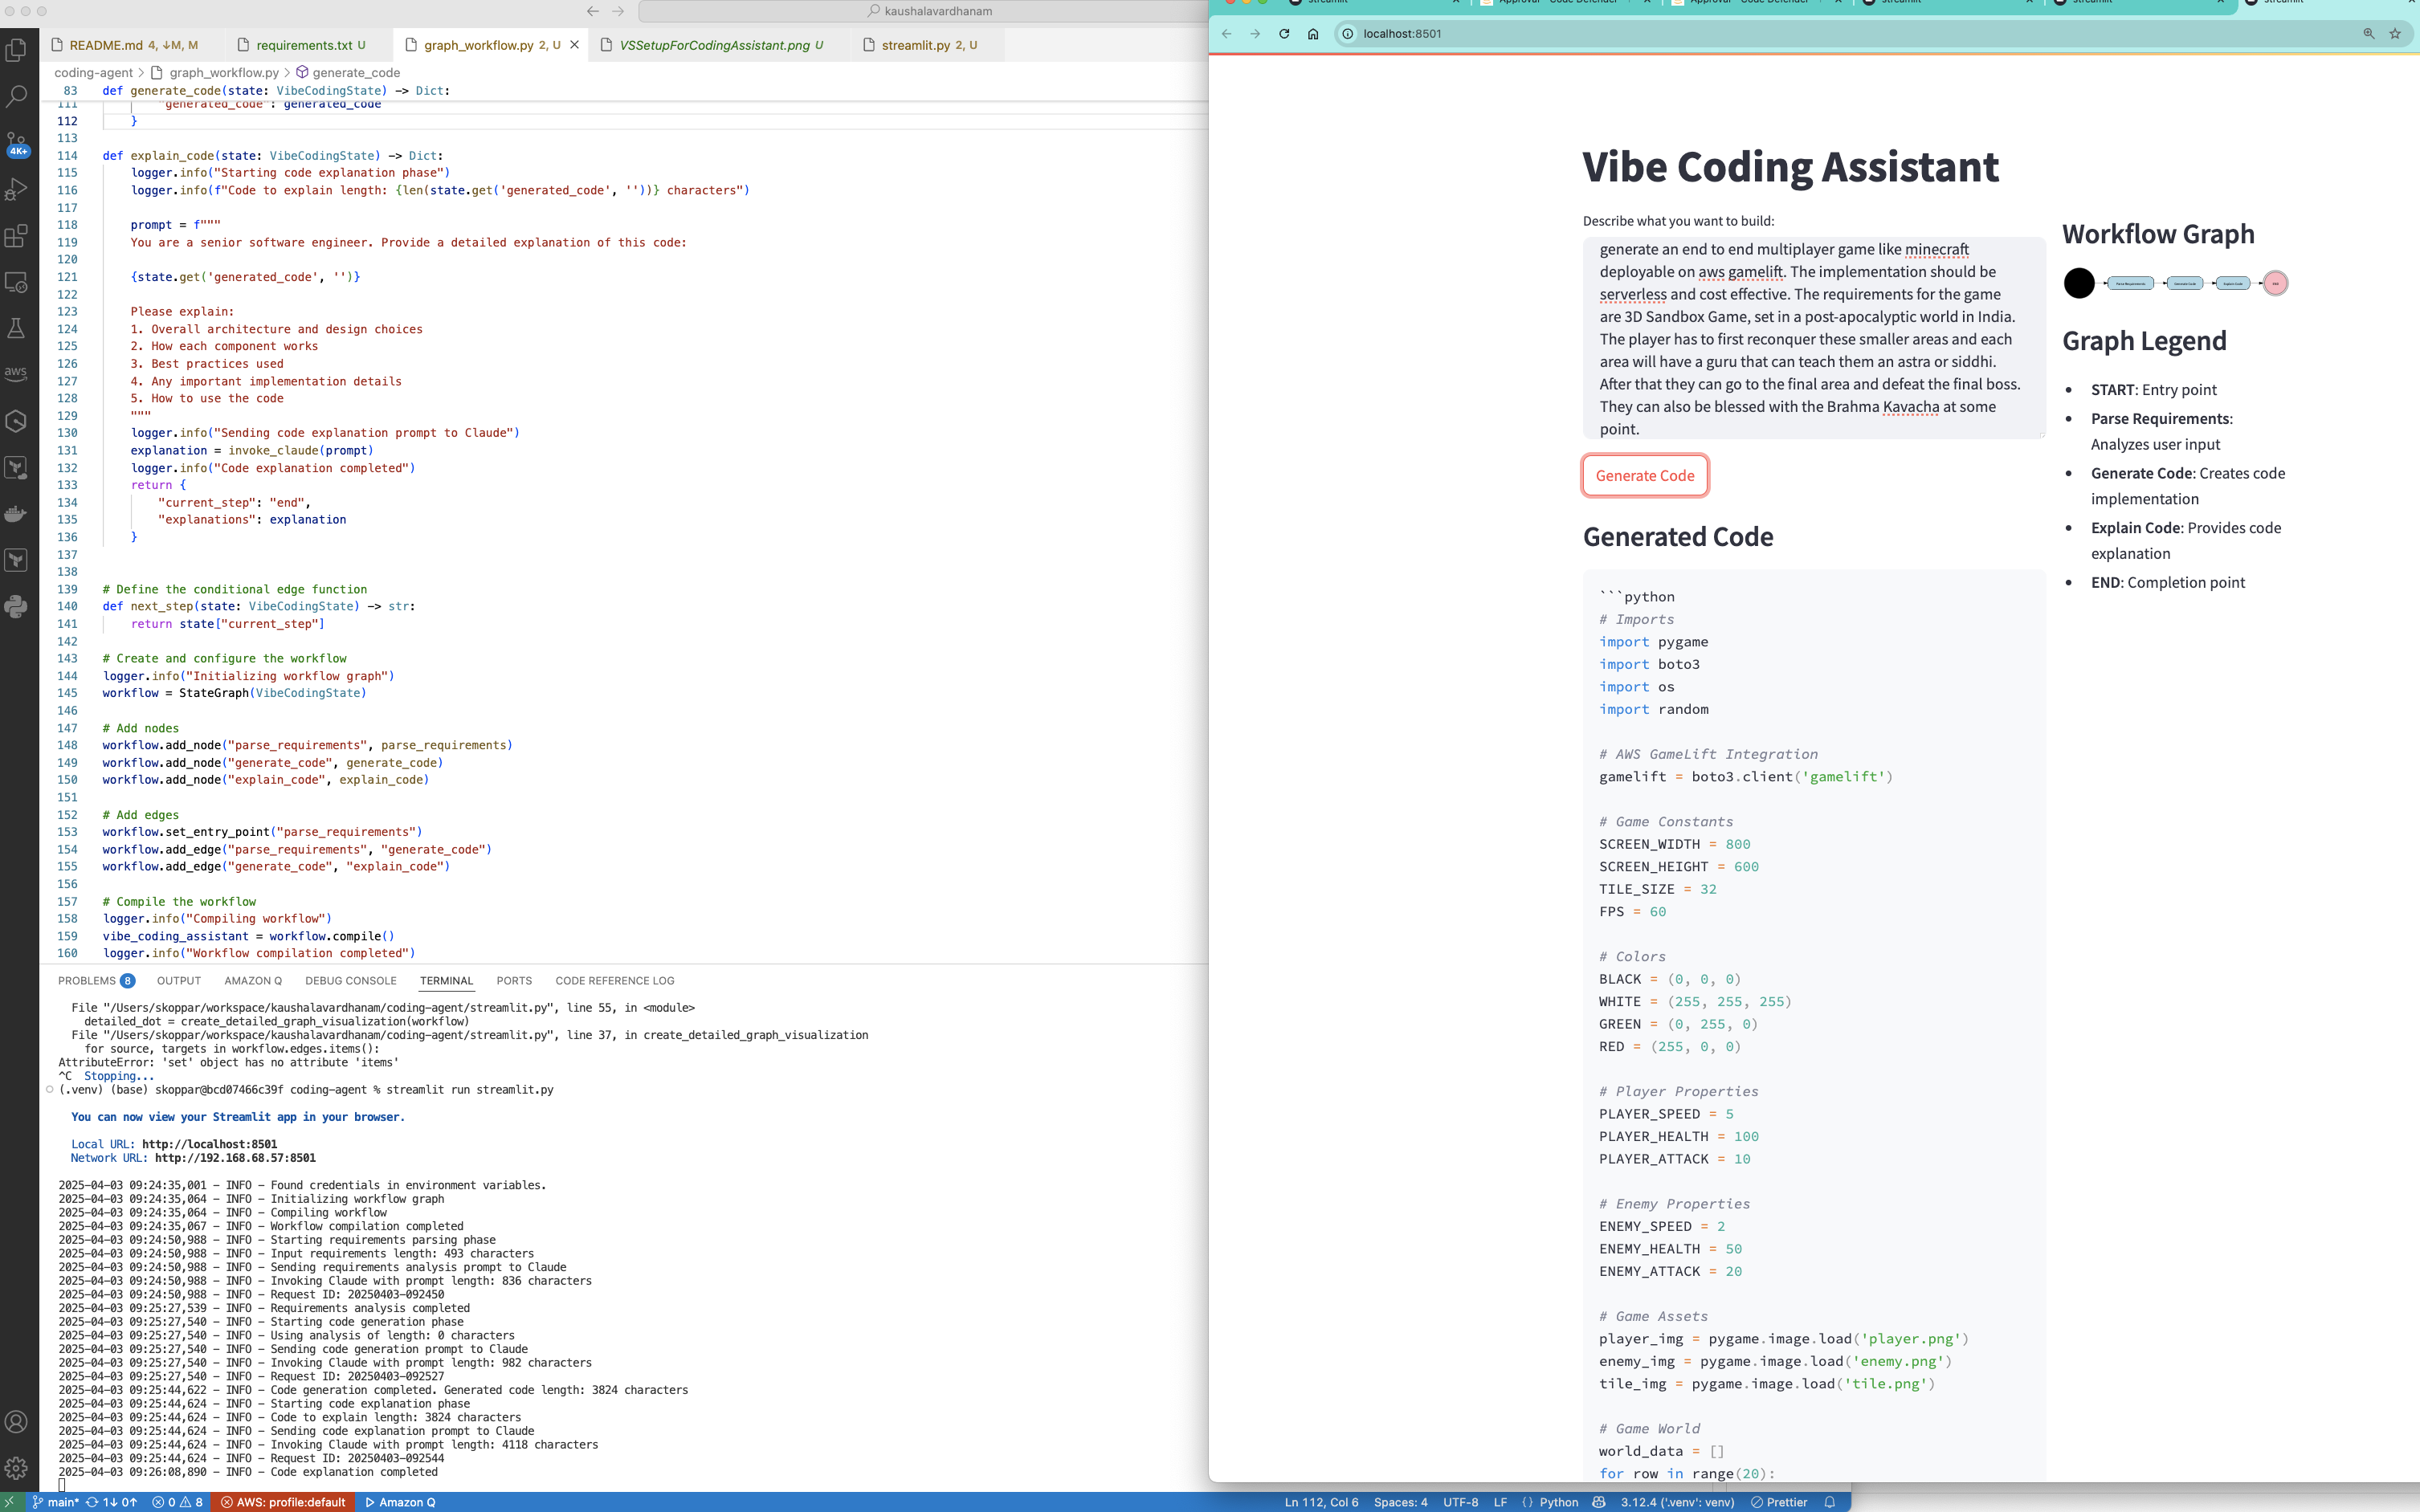 kaushalavardhanam
README.md 4, ↓M, M
requirements.txt U
graph_workflow.py 2, U
VSSetupForCodingAssistant.png U
streamlit.py 2, U
coding-agent > graph_workflow.py > generate_code
83 def generate_code(state: VibeCodingState) -> Dict:
111 "generated_code": generated_code
112 }
113
114 def explain_code(state: VibeCodingState) -> Dict:
115 logger.info("Starting code explanation phase")
116 logger.info(f"Code to explain length: {len(state.get('generated_code', ''))} characters")
117
118 prompt = f"""
119 You are a senior software engineer. Provide a detailed explanation of this code:
120
121 {state.get('generated_code', '')}
122
123 Please explain:
124 1. Overall architecture and design choices
125 2. How each component works
126 3. Best practices used
127 4. Any important implementation details
128 5. How to use the code
129 """
130 logger.info("Sending code explanation prompt to Claude")
131 explanation = invoke_claude(prompt)
132 logger.info("Code explanation completed")
133 return {
134 "current_step": "end",
135 "explanations": explanation
136 }
137
138
139 # Define the conditional edge function
140 def next_step(state: VibeCodingState) -> str:
141 return state["current_step"]
142
143 # Create and configure the workflow
144 logger.info("Initializing workflow graph")
145 workflow = StateGraph(VibeCodingState)
146
147 # Add nodes
148 workflow.add_node("parse_requirements", parse_requirements)
149 workflow.add_node("generate_code", generate_code)
150 workflow.add_node("explain_code", explain_code)
151
152 # Add edges
153 workflow.set_entry_point("parse_requirements")
154 workflow.add_edge("parse_requirements", "generate_code")
155 workflow.add_edge("generate_code", "explain_code")
156
157 # Compile the workflow
158 logger.info("Compiling workflow")
159 vibe_coding_assistant = workflow.compile()
160 logger.info("Workflow compilation completed")
4K+
aws
PROBLEMS 8 OUTPUT AMAZON Q DEBUG CONSOLE TERMINAL PORTS CODE REFERENCE LOG
File "/Users/skoppar/workspace/kaushalavardhanam/coding-agent/streamlit.py", line 55, in <module>
detailed_dot = create_detailed_graph_visualization(workflow)
File "/Users/skoppar/workspace/kaushalavardhanam/coding-agent/streamlit.py", line 37, in create_detailed_graph_visualization
for source, targets in workflow.edges.items():
AttributeError: 'set' object has no attribute 'items'
^C Stopping...
(.venv) (base) skoppar@bcd07466c39f coding-agent % streamlit run streamlit.py
You can now view your Streamlit app in your browser.
Local URL: http://localhost:8501
Network URL: http://192.168.68.57:8501
2025-04-03 09:24:35,001 - INFO - Found credentials in environment variables.
2025-04-03 09:24:35,064 - INFO - Initializing workflow graph
2025-04-03 09:24:35,064 - INFO - Compiling workflow
2025-04-03 09:24:35,067 - INFO - Workflow compilation completed
2025-04-03 09:24:50,988 - INFO - Starting requirements parsing phase
2025-04-03 09:24:50,988 - INFO - Input requirements length: 493 characters
2025-04-03 09:24:50,988 - INFO - Sending requirements analysis prompt to Claude
2025-04-03 09:24:50,988 - INFO - Invoking Claude with prompt length: 836 characters
2025-04-03 09:24:50,988 - INFO - Request ID: 20250403-092450
2025-04-03 09:25:27,539 - INFO - Requirements analysis completed
2025-04-03 09:25:27,540 - INFO - Starting code generation phase
2025-04-03 09:25:27,540 - INFO - Using analysis of length: 0 characters
2025-04-03 09:25:27,540 - INFO - Sending code generation prompt to Claude
2025-04-03 09:25:27,540 - INFO - Invoking Claude with prompt length: 982 characters
2025-04-03 09:25:27,540 - INFO - Request ID: 20250403-092527
2025-04-03 09:25:44,622 - INFO - Code generation completed. Generated code length: 3824 characters
2025-04-03 09:25:44,624 - INFO - Starting code explanation phase
2025-04-03 09:25:44,624 - INFO - Code to explain length: 3824 characters
2025-04-03 09:25:44,624 - INFO - Sending code explanation prompt to Claude
2025-04-03 09:25:44,624 - INFO - Invoking Claude with prompt length: 4118 characters
2025-04-03 09:25:44,624 - INFO - Request ID: 20250403-092544
2025-04-03 09:26:08,890 - INFO - Code explanation completed
main* 1↓ 0↑ 0 8 AWS: profile:default Amazon Q
Ln 112, Col 6 Spaces: 4 UTF-8 LF {} Python 3.12.4 ('.venv': venv) Prettier
localhost:8501
Vibe Coding Assistant
Describe what you want to build:
generate an end to end multiplayer game like minecraft
deployable on aws gamelift. The implementation should be
serverless and cost effective. The requirements for the game
are 3D Sandbox Game, set in a post-apocalyptic world in India.
The player has to first reconquer these smaller areas and each
area will have a guru that can teach them an astra or siddhi.
After that they can go to the final area and defeat the final boss.
They can also be blessed with the Brahma Kavacha at some
point.
Generate Code
Generated Code
```python
# Imports
import pygame
import boto3
import os
import random
# AWS GameLift Integration
gamelift = boto3.client('gamelift')
# Game Constants
SCREEN_WIDTH = 800
SCREEN_HEIGHT = 600
TILE_SIZE = 32
FPS = 60
# Colors
BLACK = (0, 0, 0)
WHITE = (255, 255, 255)
GREEN = (0, 255, 0)
RED = (255, 0, 0)
# Player Properties
PLAYER_SPEED = 5
PLAYER_HEALTH = 100
PLAYER_ATTACK = 10
# Enemy Properties
ENEMY_SPEED = 2
ENEMY_HEALTH = 50
ENEMY_ATTACK = 20
# Game Assets
player_img = pygame.image.load('player.png')
enemy_img = pygame.image.load('enemy.png')
tile_img = pygame.image.load('tile.png')
# Game World
world_data = []
for row in range(20):
Workflow Graph
Graph Legend
START: Entry point
Parse Requirements:
Analyzes user input
Generate Code: Creates code
implementation
Explain Code: Provides code
explanation
END: Completion point